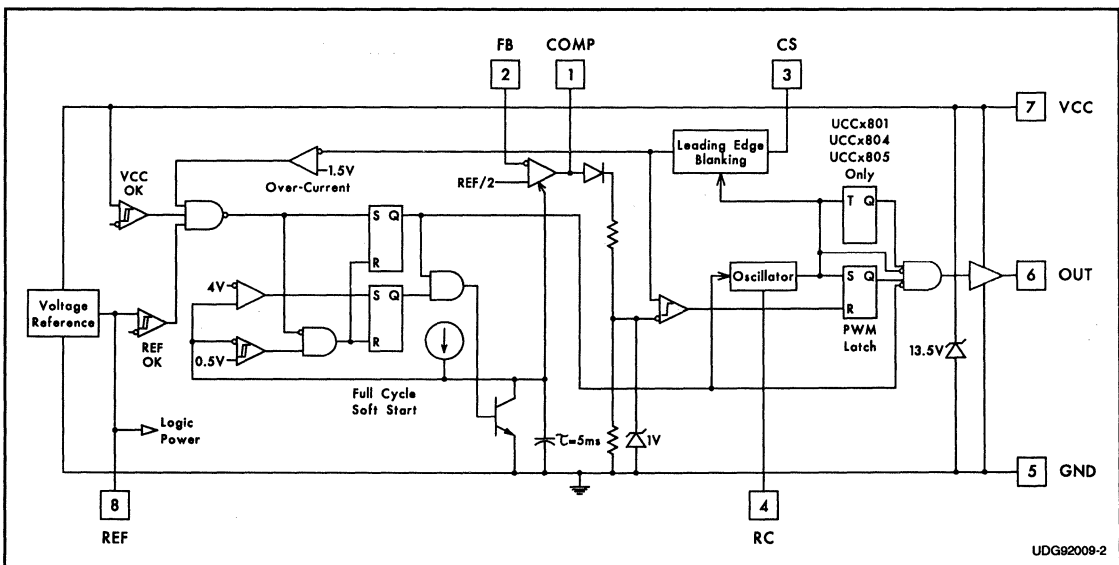 FB
COMP
CS
2
1
3
7 VCC
UCCx801
UCCx804
UCCx805
Only
Leading Edge
Blanking
1.5V
Over-Current
REF/2
VCC
OK
T Q
S Q
R
4V
S Q
R
Oscillator
S Q
R
PWM
Latch
6 OUT
Voltage
Reference
REF
OK
0.5V
13.5V
Full Cycle
Soft Start
Logic
Power
τ=5ms
1V
5 GND
8
REF
4
RC
UDG92009-2